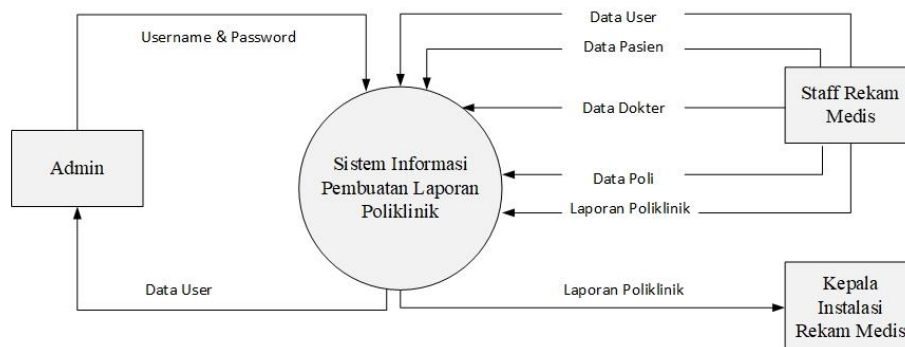 Data User
Username & Password
Data Pasien
Staff Rekam
Medis
Data Dokter
Admin
Sistem Informasi
Pembuatan Laporan
Poliklinik
Data Poli
Laporan Poliklinik
Data User
Laporan Poliklinik
Kepala
Instalasi
Rekam Medis